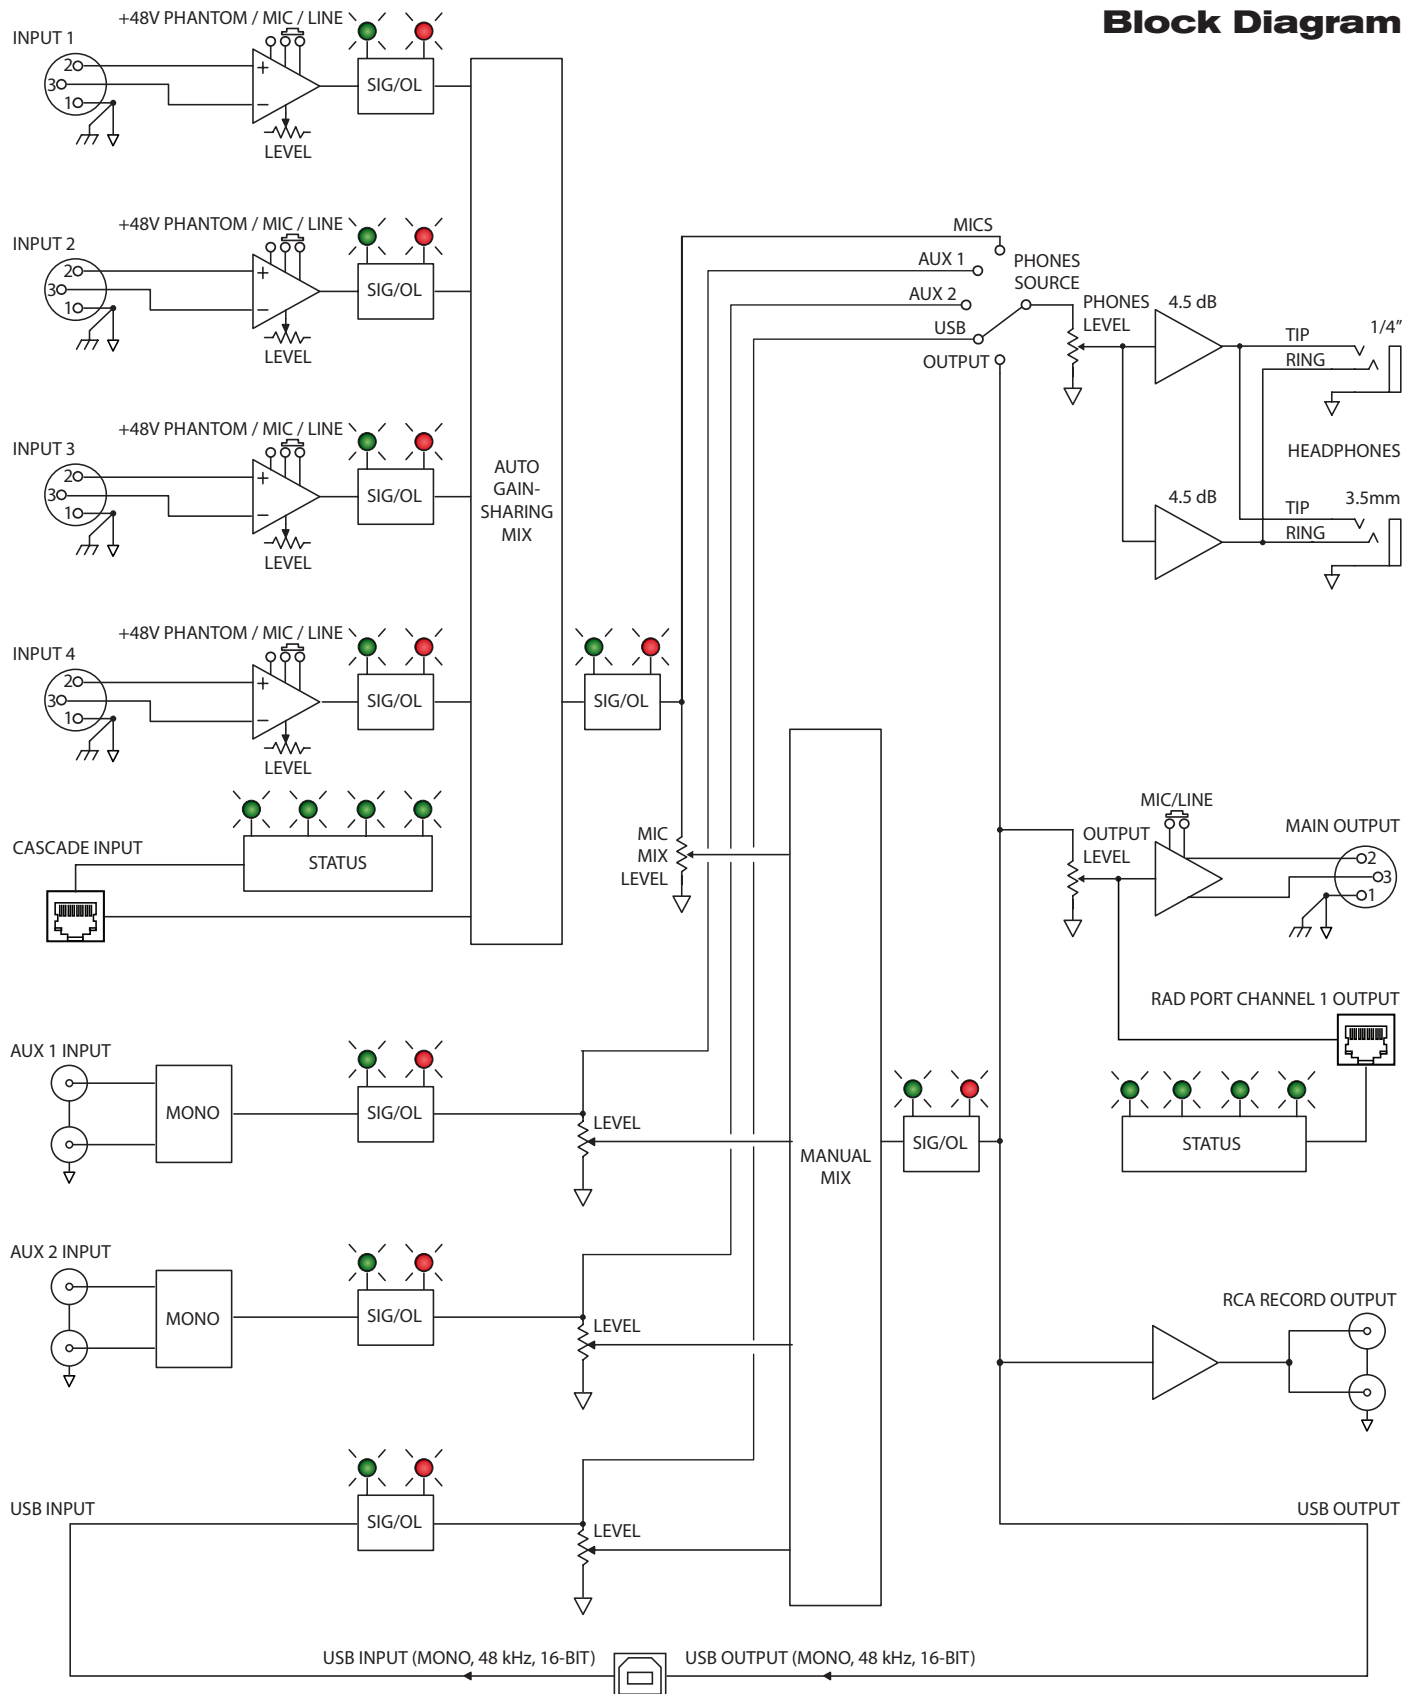 Block Diagram
+48V PHANTOM / MIC / LINE
INPUT 1
2
3
1
+
−
SIG/OL
LEVEL
+48V PHANTOM / MIC / LINE
INPUT 2
2
3
1
+
−
SIG/OL
LEVEL
+48V PHANTOM / MIC / LINE
INPUT 3
2
3
1
+
−
SIG/OL
LEVEL
+48V PHANTOM / MIC / LINE
INPUT 4
2
3
1
+
−
SIG/OL
LEVEL
AUTO
GAIN-
SHARING
MIX
SIG/OL
CASCADE INPUT
STATUS
MIC
MIX
LEVEL
MICS
AUX 1
AUX 2
USB
OUTPUT
PHONES
SOURCE
PHONES
LEVEL
4.5 dB
TIP
1/4”
RING
HEADPHONES
4.5 dB
3.5mm
TIP
RING
MIC/LINE
OUTPUT
LEVEL
MAIN OUTPUT
2
3
1
RAD PORT CHANNEL 1 OUTPUT
STATUS
AUX 1 INPUT
MONO
SIG/OL
LEVEL
MANUAL
MIX
SIG/OL
AUX 2 INPUT
MONO
SIG/OL
LEVEL
RCA RECORD OUTPUT
USB INPUT
SIG/OL
LEVEL
USB OUTPUT
USB INPUT (MONO, 48 kHz, 16-BIT)
USB OUTPUT (MONO, 48 kHz, 16-BIT)